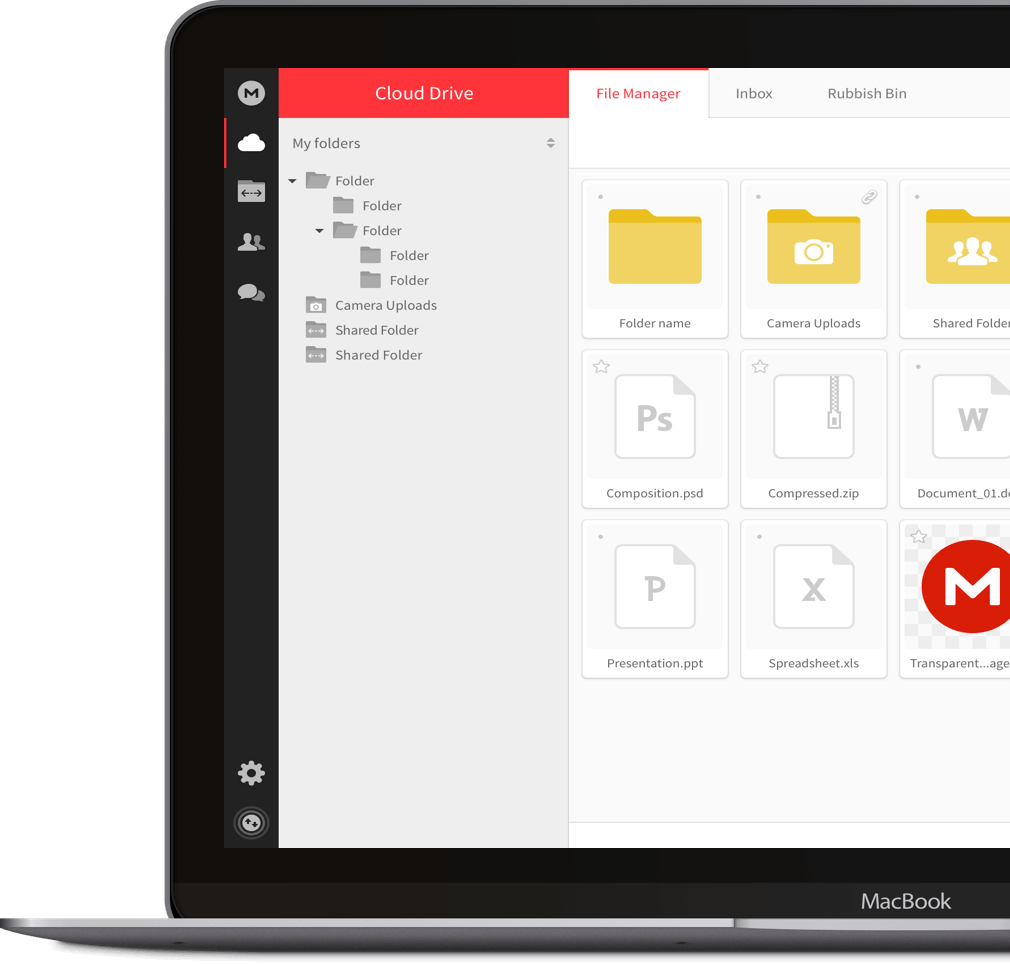 Cloud Drive
File Manager
Inbox
Rubbish Bin
My folders
Folder
Folder
Folder
Folder
Folder
Camera Uploads
Shared Folder
Shared Folder
Folder name
Camera Uploads
Shared Folder
Ps
W
Composition.psd
Compressed.zip
Document_01.d
P
X
M
Presentation.ppt
Spreadsheet.xls
Transparent...age
MacBook